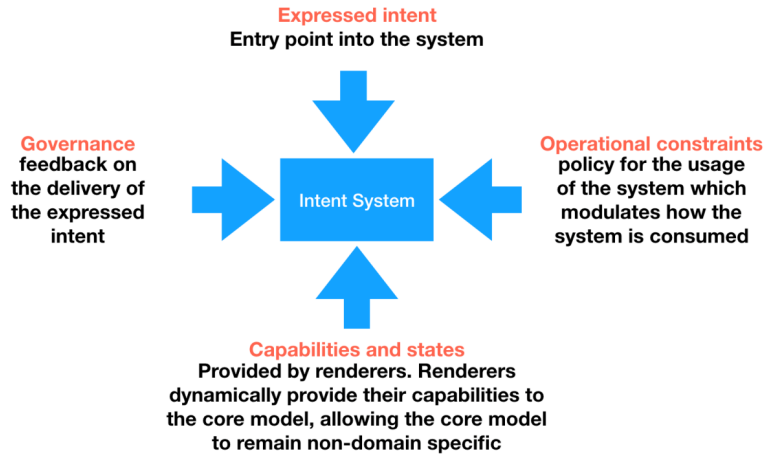 Expressed intent
Entry point into the system
Governance
feedback on
the delivery of
the expressed
intent
Intent System
Operational constraints
policy for the usage
of the system which
modulates how the
system is consumed
Capabilities and states
Provided by renderers. Renderers
dynamically provide their capabilities to
the core model, allowing the core model
to remain non-domain specific